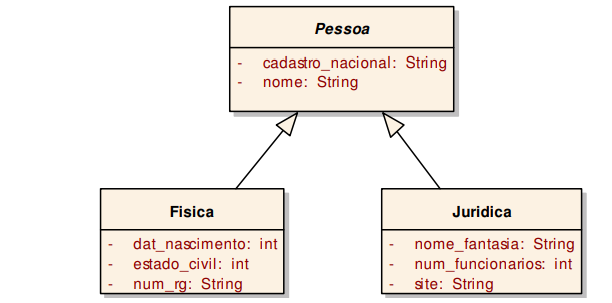 Pessoa
- cadastro_nacional: String
- nome: String
Fisica
- dat_nascimento: int
- estado_civil: int
- num_rg: String
Juridica
- nome_fantasia: String
- num_funcionarios: int
- site: String